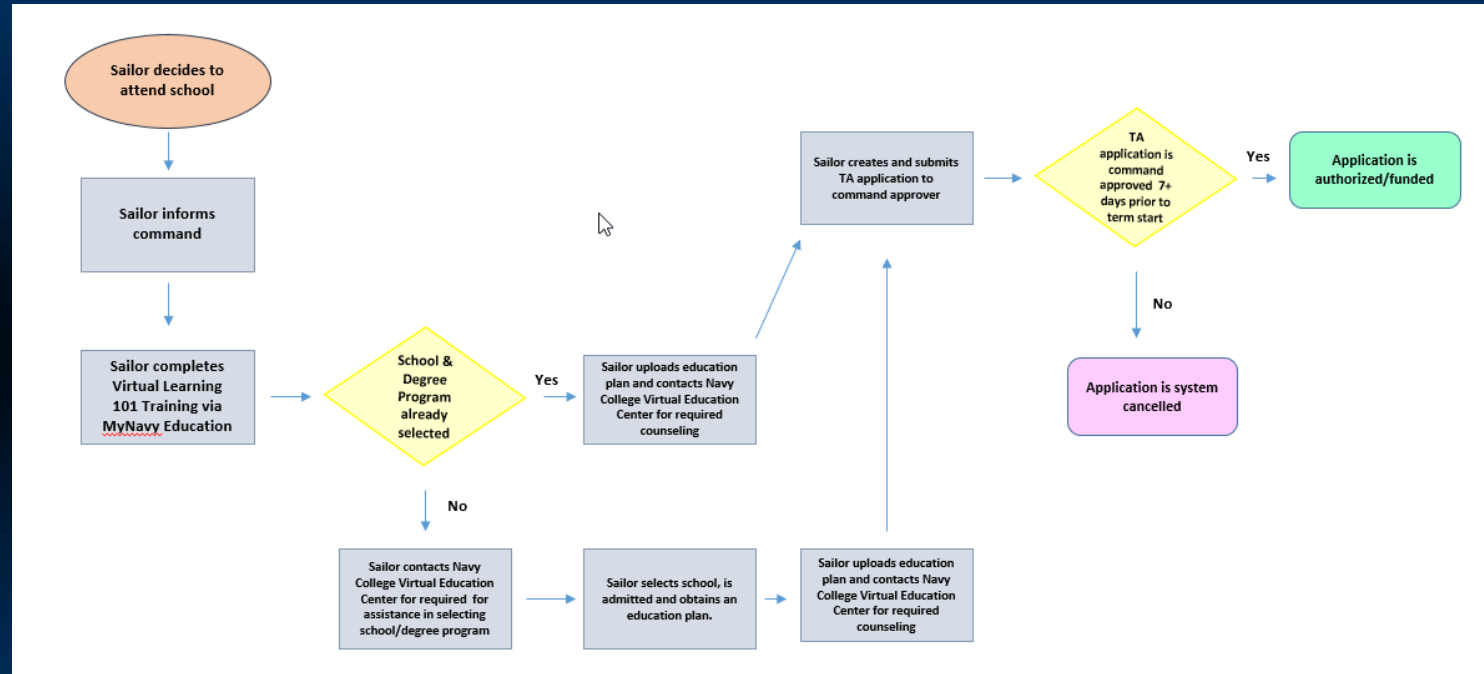 Sailor decides to
attend school
Sailor informs
command
Sailor completes
Virtual Learning
101 Training via
MyNavy Education
School &
Degree
Program
already
selected
Yes
Sailor uploads education
plan and contacts Navy
College Virtual Education
Center for required
counseling
No
Sailor contacts Navy
College Virtual Education
Center for required  for
assistance in selecting
school/degree program
Sailor selects school, is
admitted and obtains an
education plan.
Sailor uploads education
plan and contacts Navy
College Virtual Education
Center for required
counseling
Sailor creates and submits
TA application to
command approver
TA
application is
command
approved  7+
days prior to
term start
Yes
Application is
authorized/funded
No
Application is system
cancelled